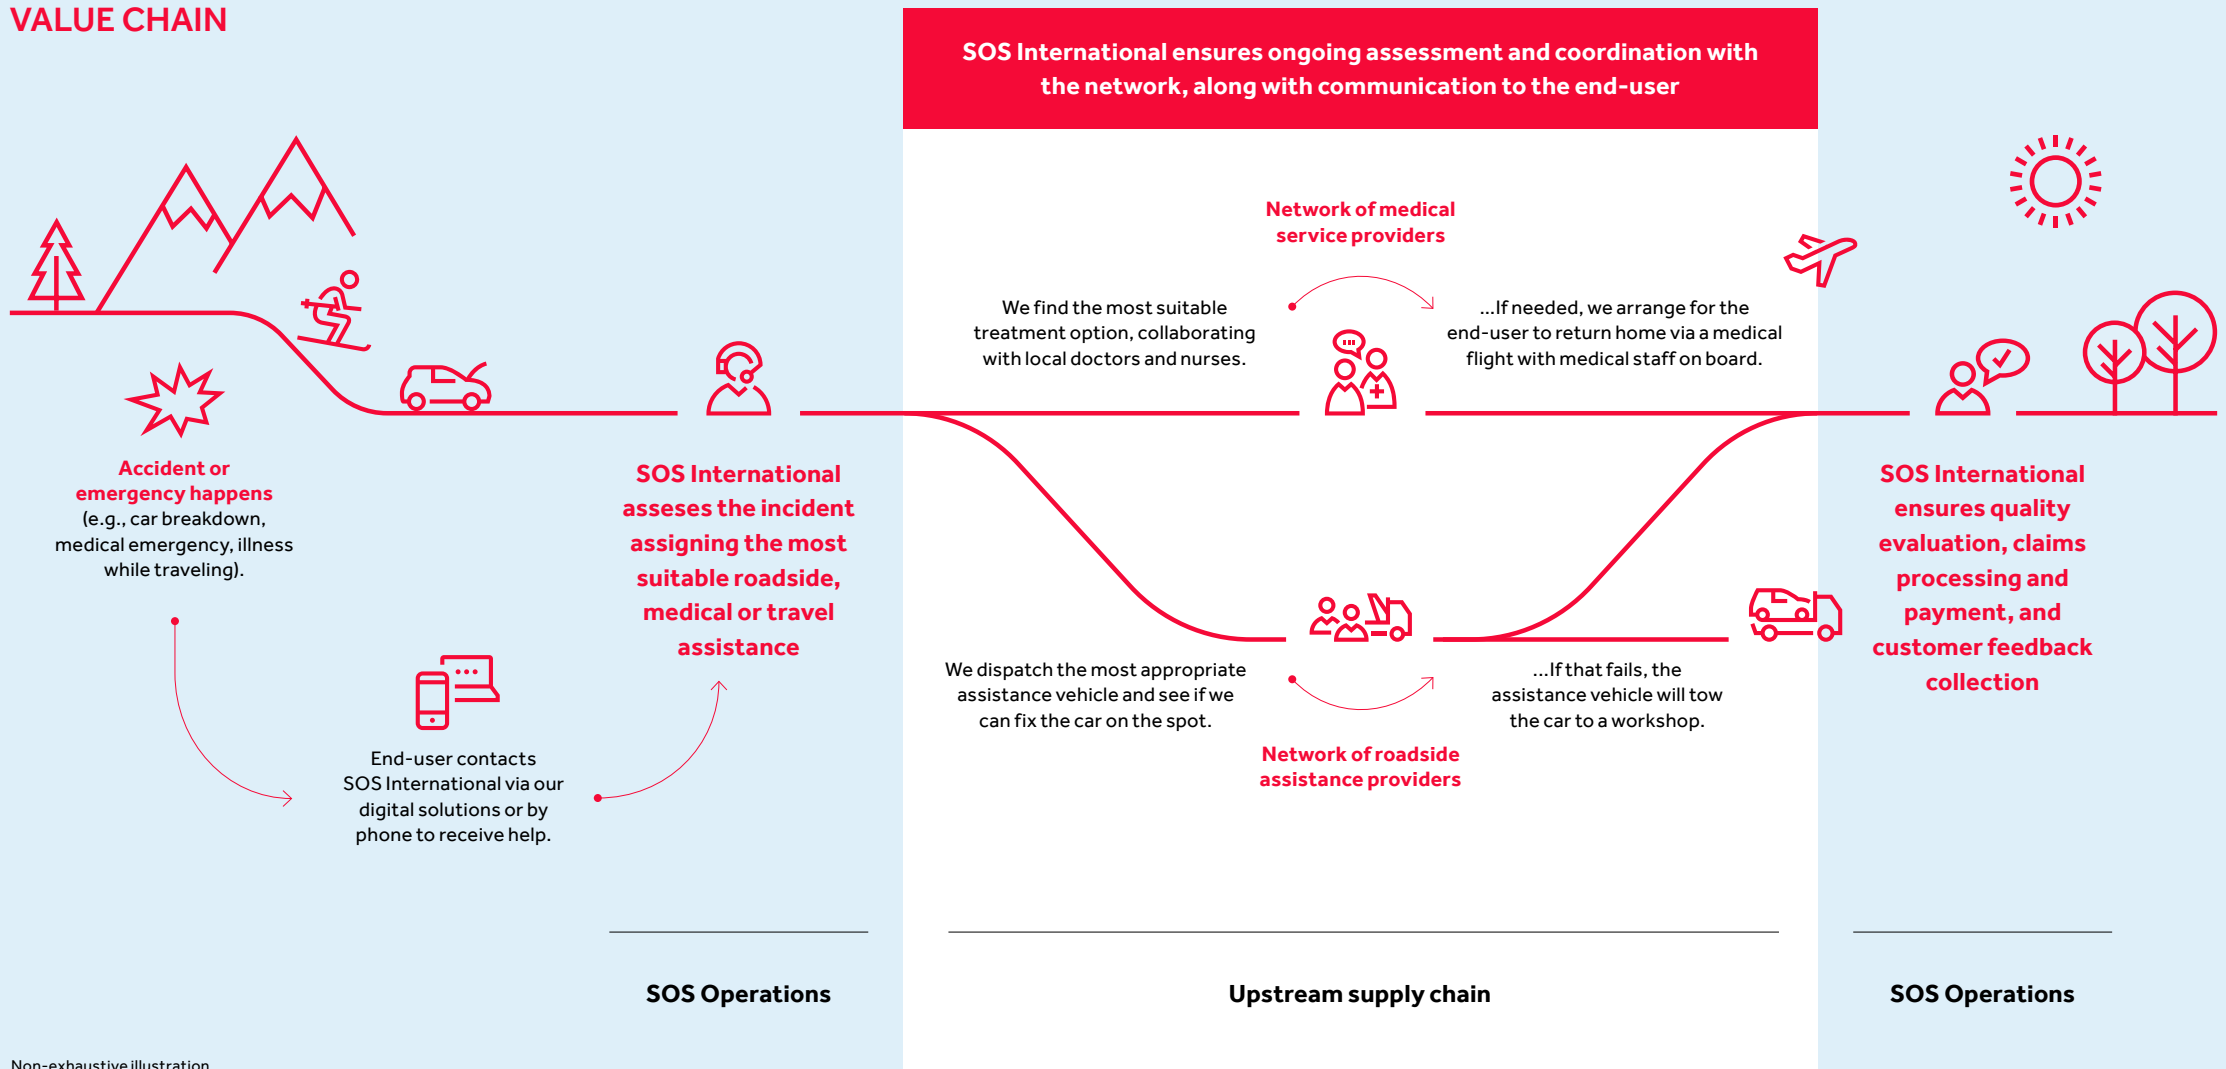 VALUE CHAIN
SOS International ensures ongoing assessment and coordination with
the network, along with communication to the end-user
Accident or
emergency happens
(e.g., car breakdown,
medical emergency, illness
while traveling).
End-user contacts
SOS International via our
digital solutions or by
phone to receive help.
SOS International
asseses the incident
assigning the most
suitable roadside,
medical or travel
assistance
Network of medical
service providers
We find the most suitable
treatment option, collaborating
with local doctors and nurses.
...If needed, we arrange for the
end-user to return home via a medical
flight with medical staff on board.
We dispatch the most appropriate
assistance vehicle and see if we
can fix the car on the spot.
...If that fails, the
assistance vehicle will tow
the car to a workshop.
Network of roadside
assistance providers
SOS International
ensures quality
evaluation, claims
processing and
payment, and
customer feedback
collection
SOS Operations
Upstream supply chain
SOS Operations
Non-exhaustive illustration